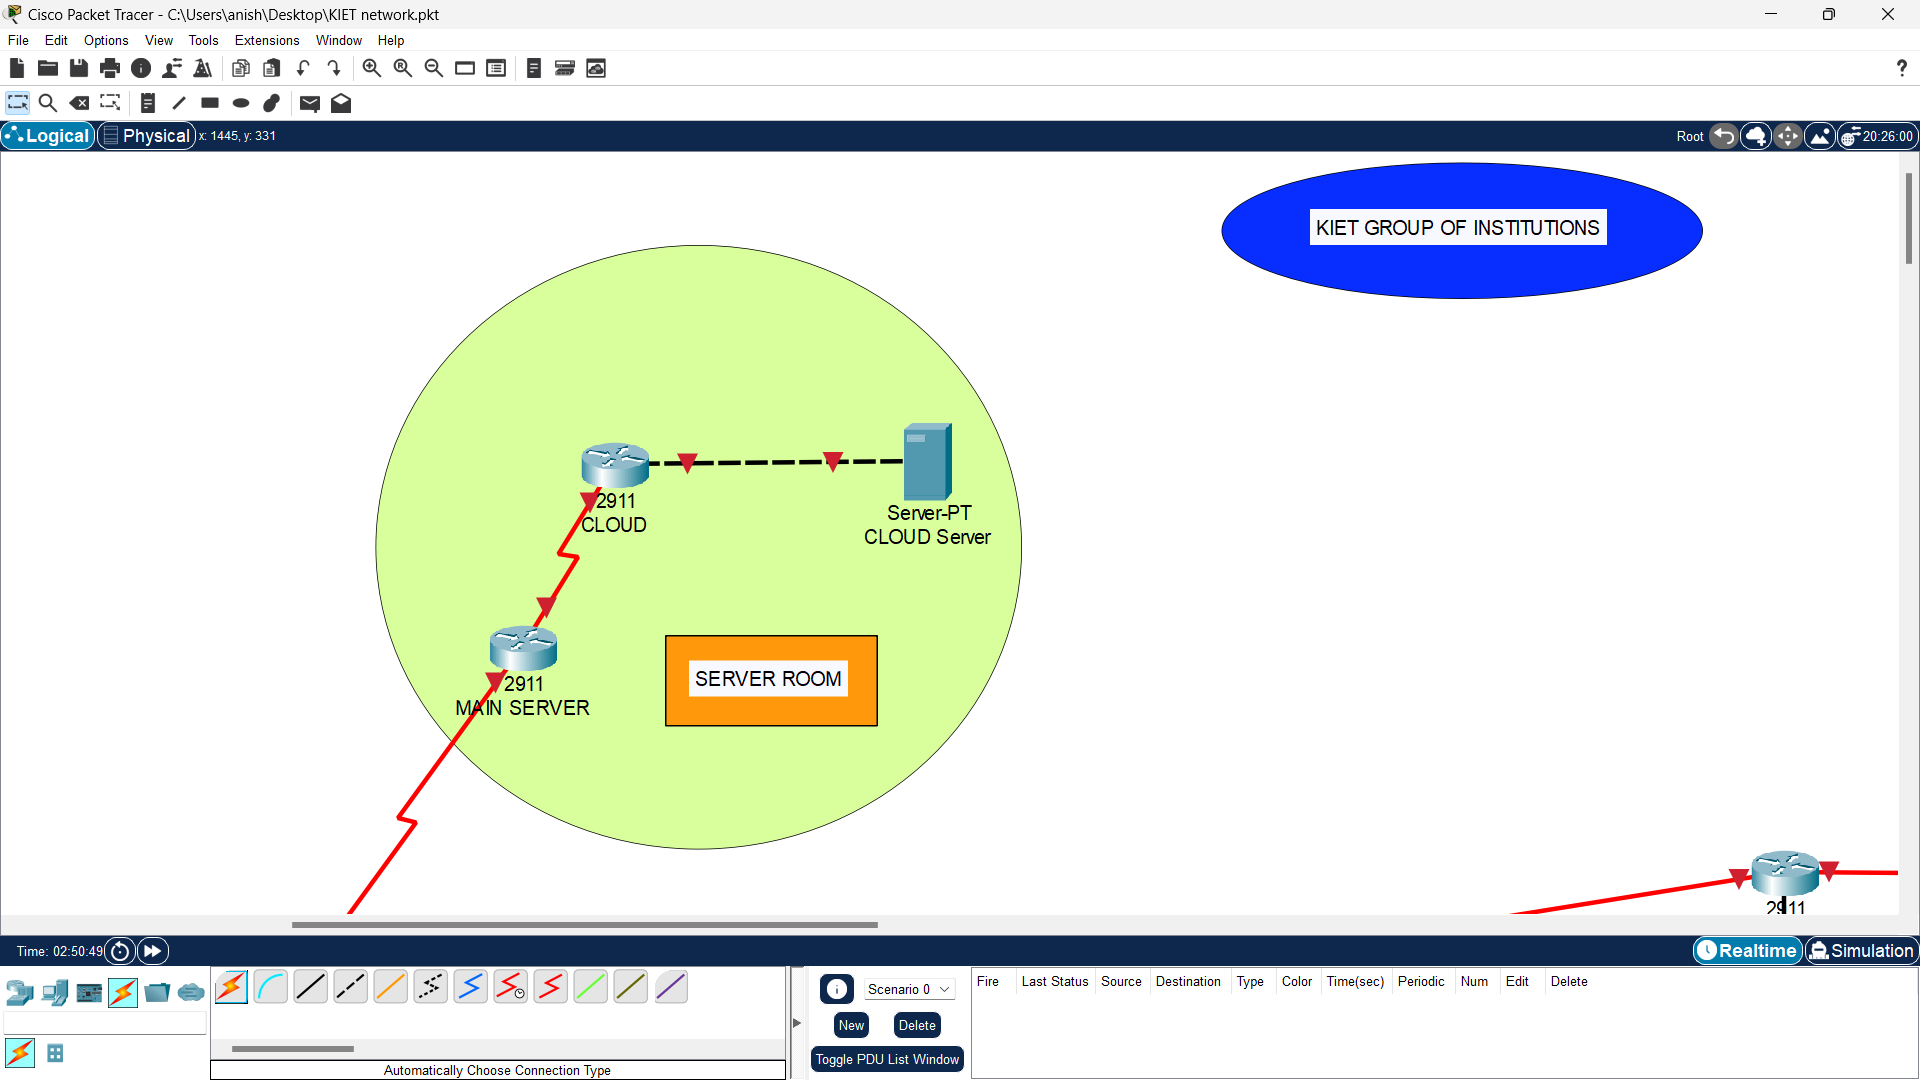 Cisco Packet Tracer - C:\Users\anish\Desktop\KIET network.pkt
File Edit Options View Tools Extensions Window Help
?
Logical Physical x: 1445, y: 331 Root 20:26:00
KIET GROUP OF INSTITUTIONS
2911
CLOUD
Server-PT
CLOUD Server
2911
MAIN SERVER
SERVER ROOM
2911
Time: 02:50:49 Realtime Simulation
Scenario 0
New Delete
Toggle PDU List Window
Fire Last Status Source Destination Type Color Time(sec) Periodic Num Edit Delete
Automatically Choose Connection Type